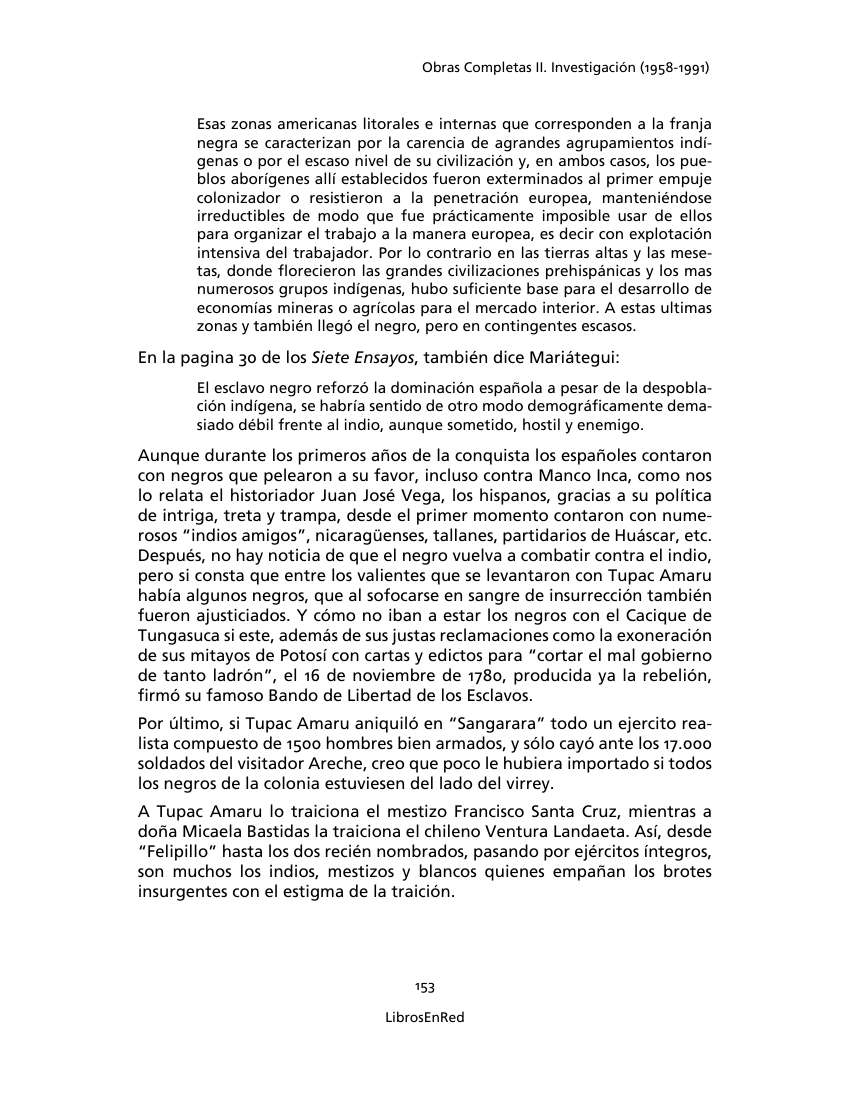 Obras Completas II. Investigación (1958-1991)
Esas zonas americanas litorales e internas que corresponden a la franja
negra se caracterizan por la carencia de agrandes agrupamientos indí-
genas o por el escaso nivel de su civilización y, en ambos casos, los pue-
blos aborígenes allí establecidos fueron exterminados al primer empuje
colonizador o resistieron a la penetración europea, manteniéndose
irreductibles de modo que fue prácticamente imposible usar de ellos
para organizar el trabajo a la manera europea, es decir con explotación
intensiva del trabajador. Por lo contrario en las tierras altas y las mese-
tas, donde florecieron las grandes civilizaciones prehispánicas y los mas
numerosos grupos indígenas, hubo suficiente base para el desarrollo de
economías mineras o agrícolas para el mercado interior. A estas ultimas
zonas y también llegó el negro, pero en contingentes escasos.
En la pagina 30 de los Siete Ensayos, también dice Mariátegui:
El esclavo negro reforzó la dominación española a pesar de la despobla-
ción indígena, se habría sentido de otro modo demográficamente dema-
siado débil frente al indio, aunque sometido, hostil y enemigo.
Aunque durante los primeros años de la conquista los españoles contaron
con negros que pelearon a su favor, incluso contra Manco Inca, como nos
lo relata el historiador Juan José Vega, los hispanos, gracias a su política
de intriga, treta y trampa, desde el primer momento contaron con nume-
rosos “indios amigos”, nicaragüenses, tallanes, partidarios de Huáscar, etc.
Después, no hay noticia de que el negro vuelva a combatir contra el indio,
pero si consta que entre los valientes que se levantaron con Tupac Amaru
había algunos negros, que al sofocarse en sangre de insurrección también
fueron ajusticiados. Y cómo no iban a estar los negros con el Cacique de
Tungasuca si este, además de sus justas reclamaciones como la exoneración
de sus mitayos de Potosí con cartas y edictos para “cortar el mal gobierno
de tanto ladrón”, el 16 de noviembre de 1780, producida ya la rebelión,
firmó su famoso Bando de Libertad de los Esclavos.
Por último, si Tupac Amaru aniquiló en “Sangarara” todo un ejercito rea-
lista compuesto de 1500 hombres bien armados, y sólo cayó ante los 17.000
soldados del visitador Areche, creo que poco le hubiera importado si todos
los negros de la colonia estuviesen del lado del virrey.
A Tupac Amaru lo traiciona el mestizo Francisco Santa Cruz, mientras a
doña Micaela Bastidas la traiciona el chileno Ventura Landaeta. Así, desde
“Felipillo” hasta los dos recién nombrados, pasando por ejércitos íntegros,
son muchos los indios, mestizos y blancos quienes empañan los brotes
insurgentes con el estigma de la traición.
153
LibrosEnRed